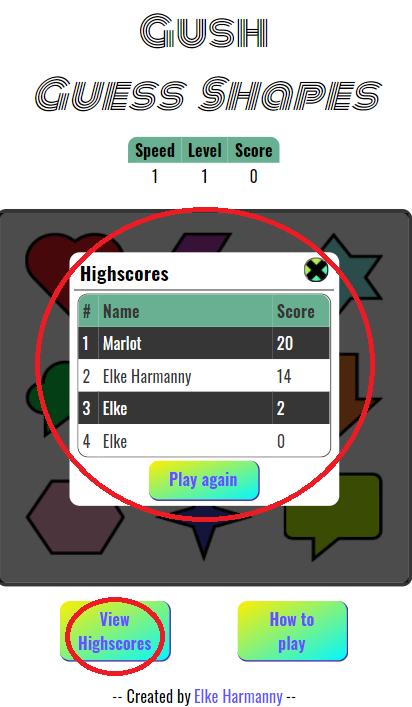 Gush
Guess Shapes
Speed Level Score
1 1 0
Highscores
# Name Score
1 Marlot 20
2 Elke Harmanny 14
3 Elke 2
4 Elke 0
Play again
View
Highscores
How to
play
-- Created by Elke Harmanny --